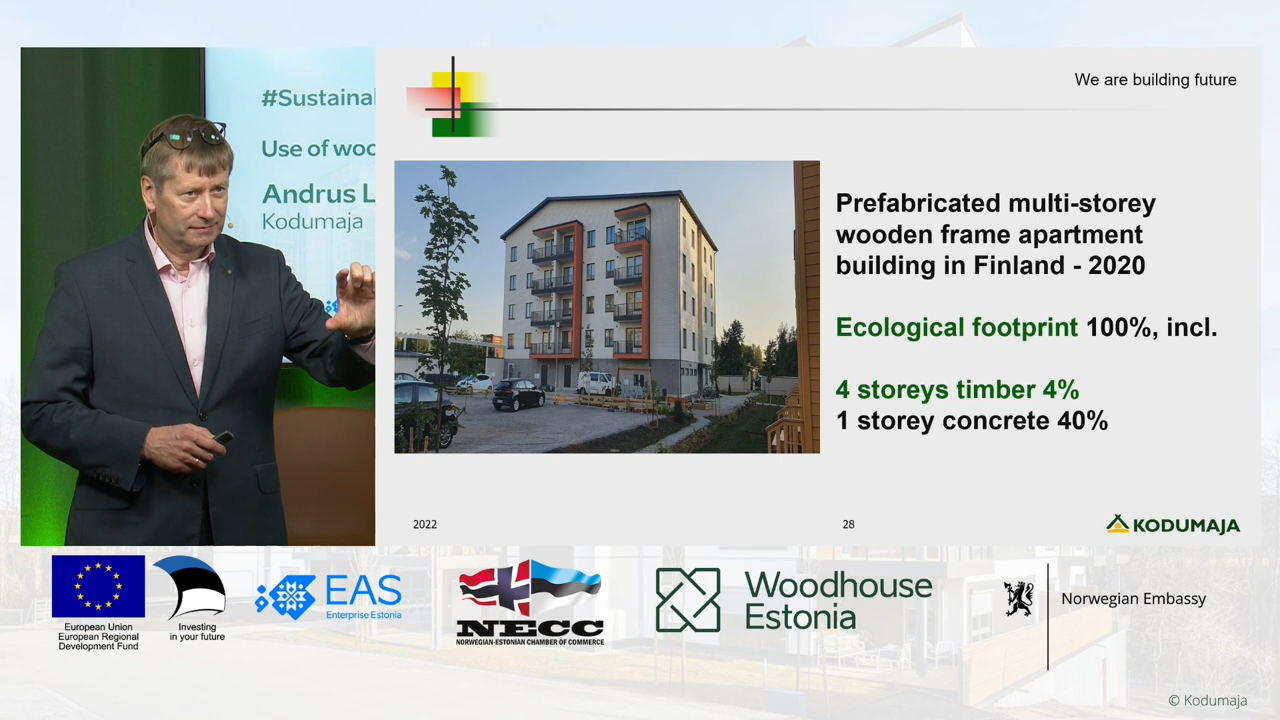 #Sustainal
Use of woo
Andrus L
Kodumaja
We are building future
Prefabricated multi-storey
wooden frame apartment
building in Finland - 2020
Ecological footprint 100%, incl.
4 storeys timber 4%
1 storey concrete 40%
2022
28
KODUMAJA
European Union
European Regional
Development Fund
Investing
in your future
EAS
Enterprise Estonia
NECC
NORWEGIAN-ESTONIAN CHAMBER OF COMMERCE
Woodhouse
Estonia
Norwegian Embassy
© Kodumaja